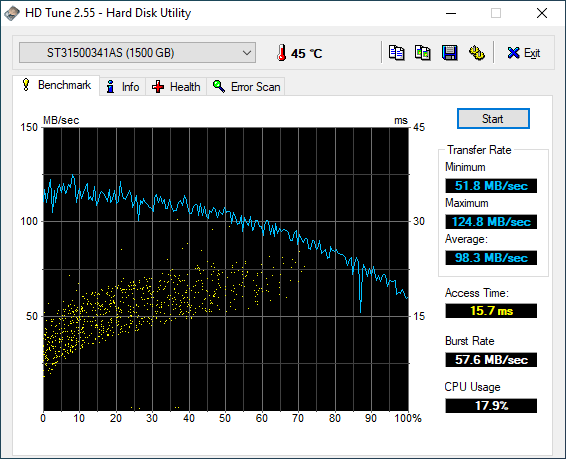 HD Tune 2.55 - Hard Disk Utility
ST31500341AS (1500 GB)
45 °C
Exit
Benchmark
Info
Health
Error Scan
MB/sec
ms
150
45
100
30
50
15
0 10 20 30 40 50 60 70 80 90 100%
Start
Transfer Rate
Minimum
51.8 MB/sec
Maximum
124.8 MB/sec
Average:
98.3 MB/sec
Access Time:
15.7 ms
Burst Rate
57.6 MB/sec
CPU Usage
17.9%